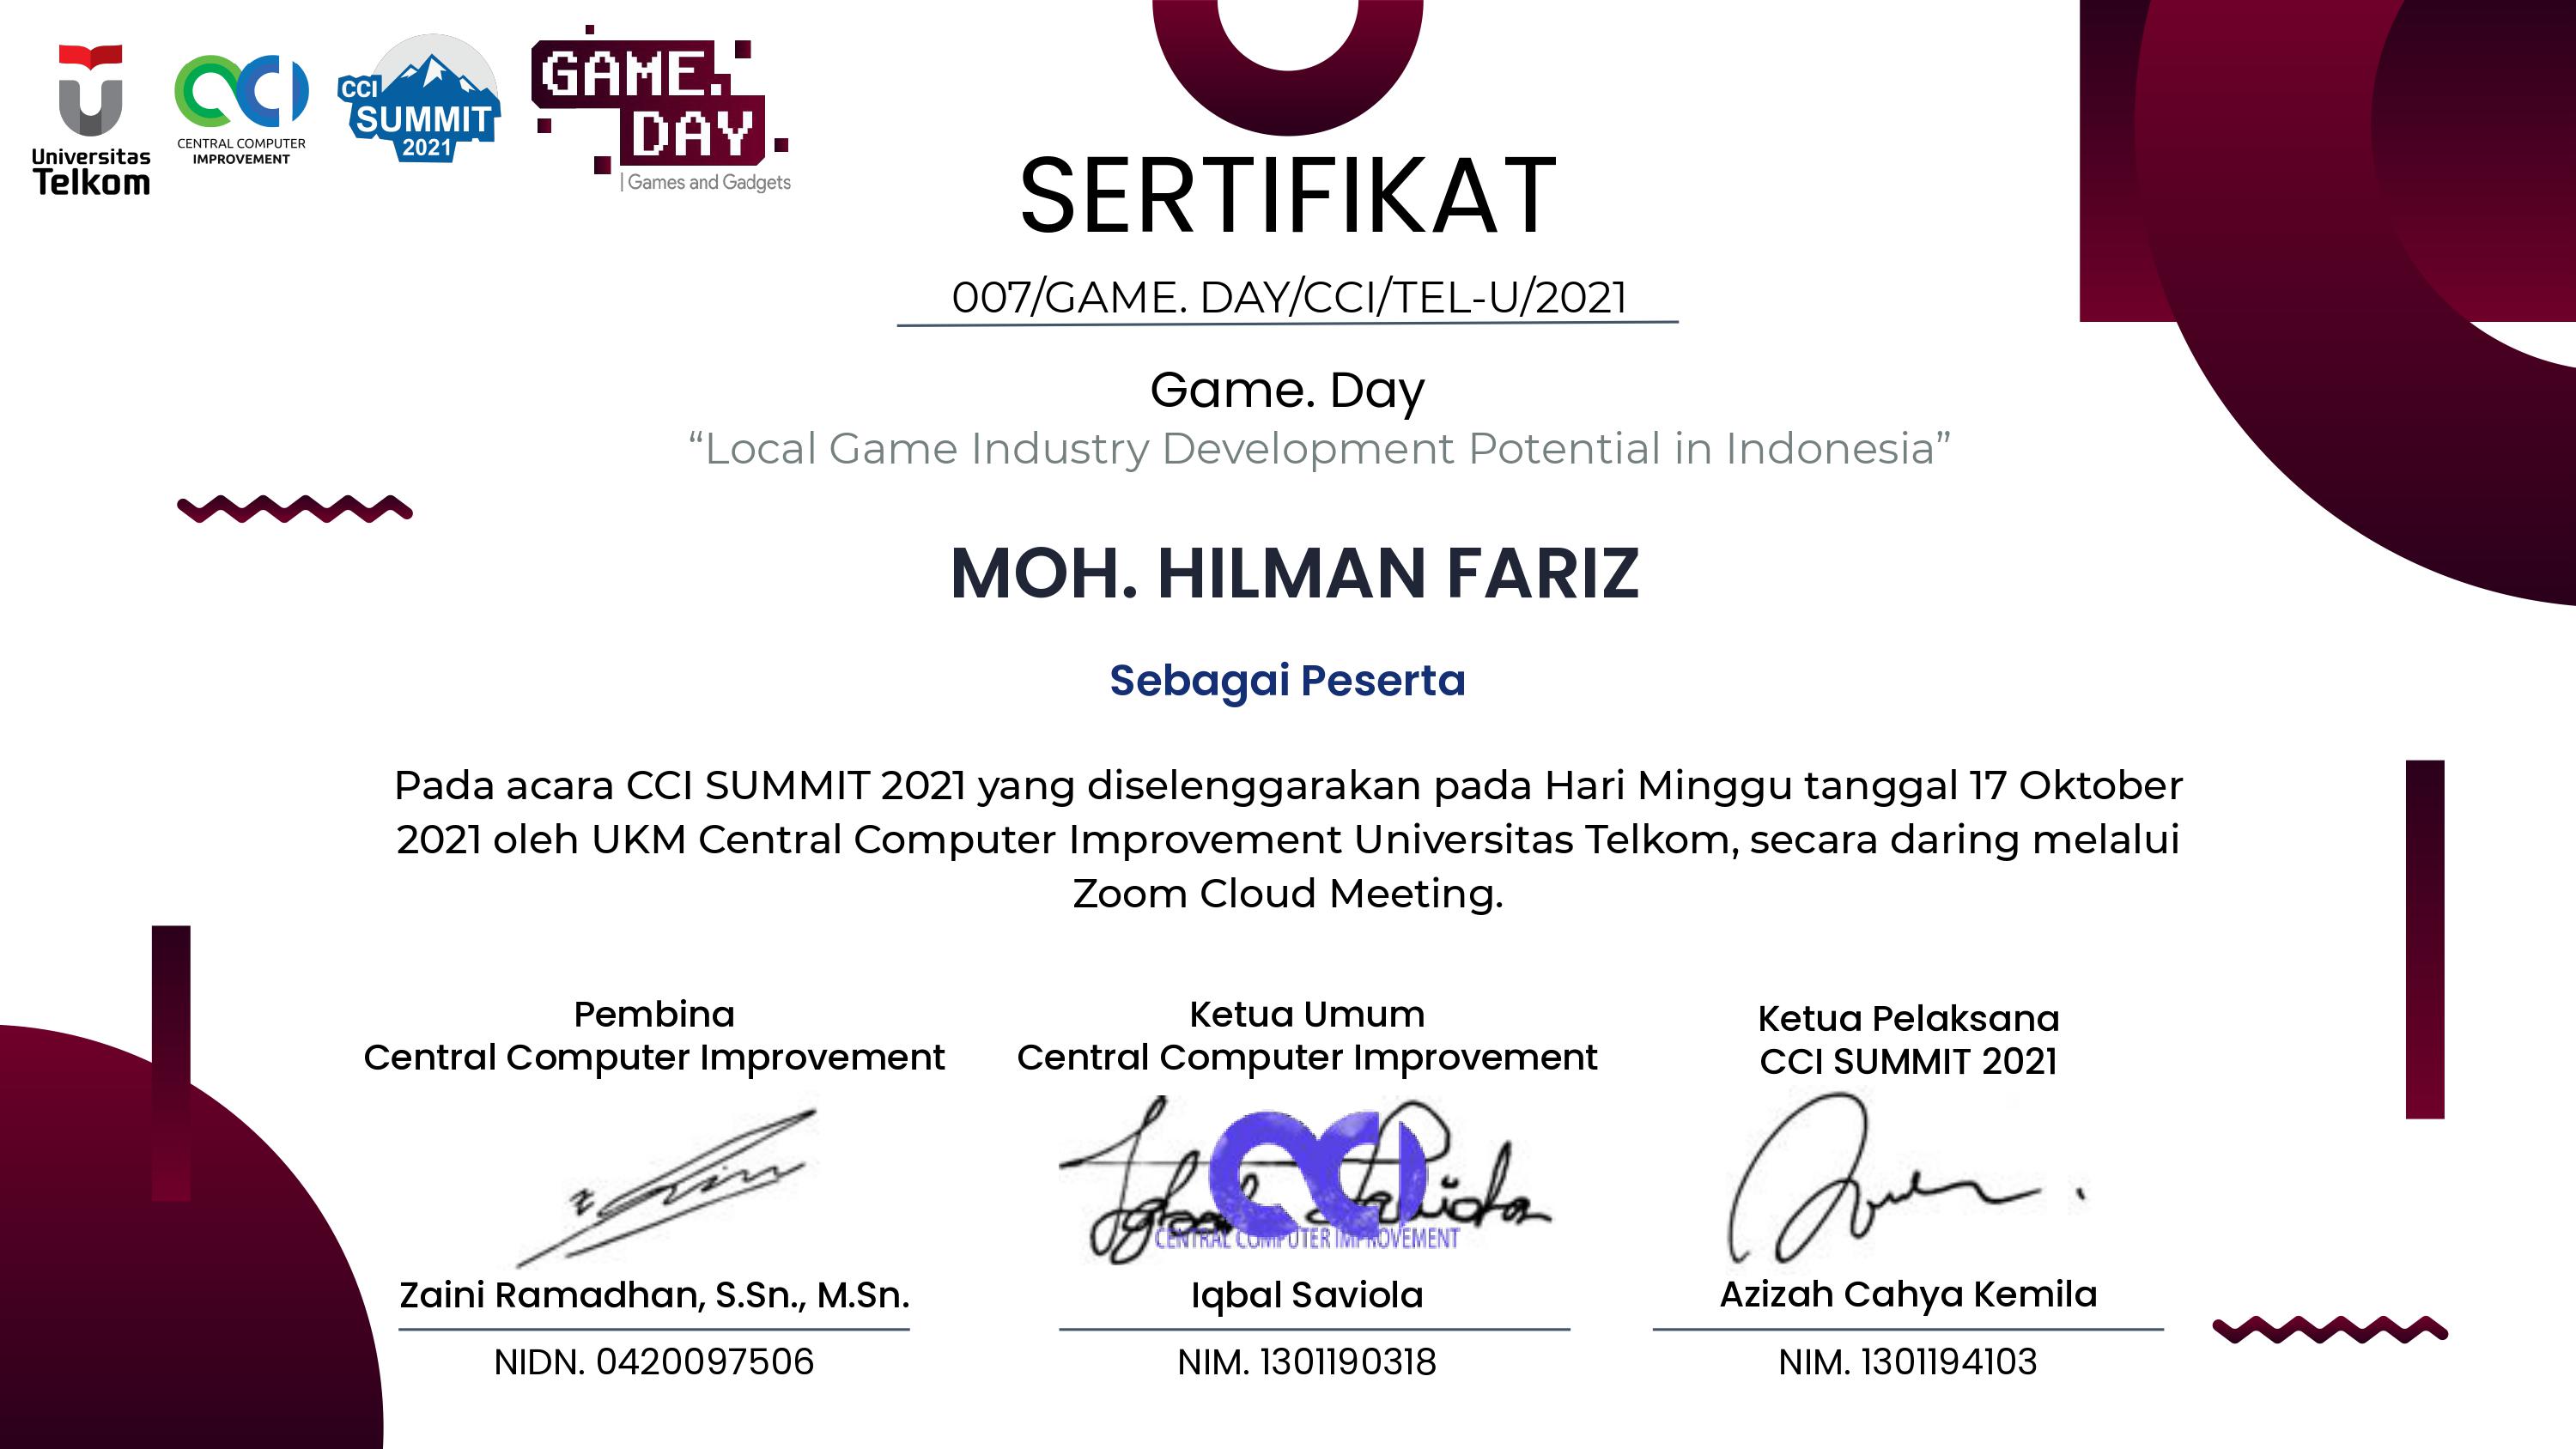 Universitas
Telkom
CCI
CENTRAL COMPUTER
IMPROVEMENT
CCI
SUMMIT
2021
GAME.
DAY
| Games and Gadgets
SERTIFIKAT
007/GAME. DAY/CCI/TEL-U/2021
Game. Day
“Local Game Industry Development Potential in Indonesia”
MOH. HILMAN FARIZ
Sebagai Peserta
Pada acara CCI SUMMIT 2021 yang diselenggarakan pada Hari Minggu tanggal 17 Oktober
2021 oleh UKM Central Computer Improvement Universitas Telkom, secara daring melalui
Zoom Cloud Meeting.
Pembina
Central Computer Improvement
Zaini Ramadhan, S.Sn., M.Sn.
NIDN. 0420097506
Ketua Umum
Central Computer Improvement
CCI
CENTRAL COMPUTER IMPROVEMENT
Iqbal Saviola
NIM. 1301190318
Ketua Pelaksana
CCI SUMMIT 2021
Azizah Cahya Kemila
NIM. 1301194103